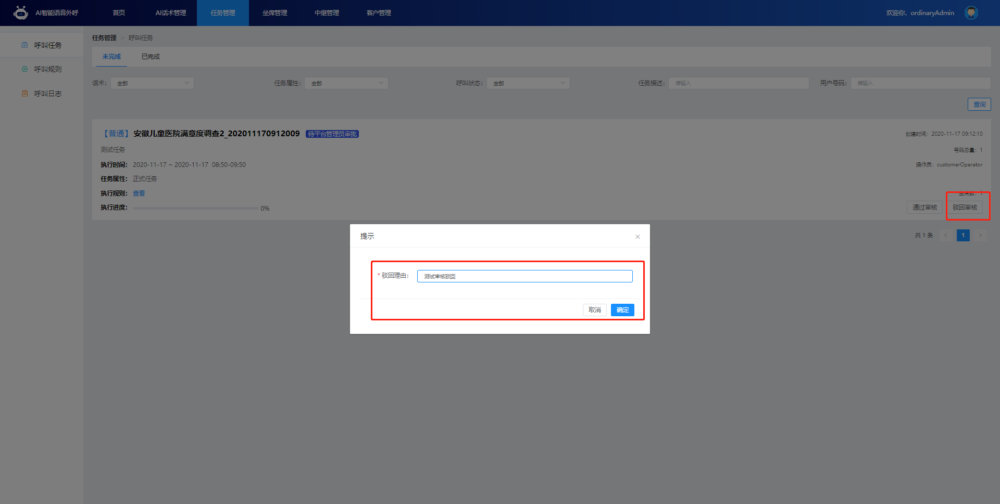 AI智能语音外呼 首页 AI话术管理 任务管理 坐席管理 中继管理 客户管理 欢迎你，ordinaryAdmin
呼叫任务
呼叫规则
呼叫日志
任务管理 > 呼叫任务
未完成 已完成
话术： 全部 任务属性： 全部 呼叫状态： 全部 任务描述： 请输入 用户号码： 请输入
查询
【普通】 安徽儿童医院满意度调查2_202011170912009 待平台管理员审批 创建时间：2020-11-17 09:12:10
测试任务 号码总量：1
执行时间： 2020-11-17 ~ 2020-11-17 08:50-09:50 操作员：customerOperator
任务属性： 正式任务
执行规则： 查看 坐席数：1
执行进度： 0% 通过审核 驳回审核
共 1 条 < 1 >
提示 ×
* 驳回理由： 测试审核驳回
取消 确定